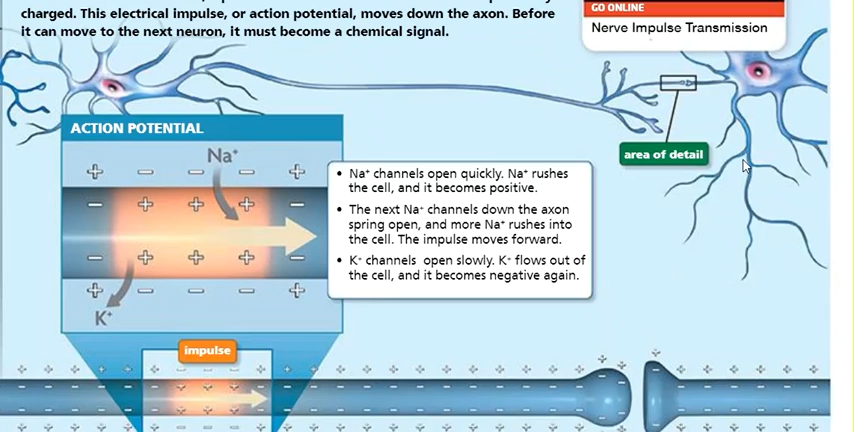 charged. This electrical impulse, or action potential, moves down the axon. Before
it can move to the next neuron, it must become a chemical signal.
GO ONLINE
Nerve Impulse Transmission
ACTION POTENTIAL
Na⁺
area of detail
• Na⁺ channels open quickly. Na⁺ rushes
the cell, and it becomes positive.
• The next Na⁺ channels down the axon
spring open, and more Na⁺ rushes into
the cell. The impulse moves forward.
• K⁺ channels open slowly. K⁺ flows out of
the cell, and it becomes negative again.
K⁺
impulse